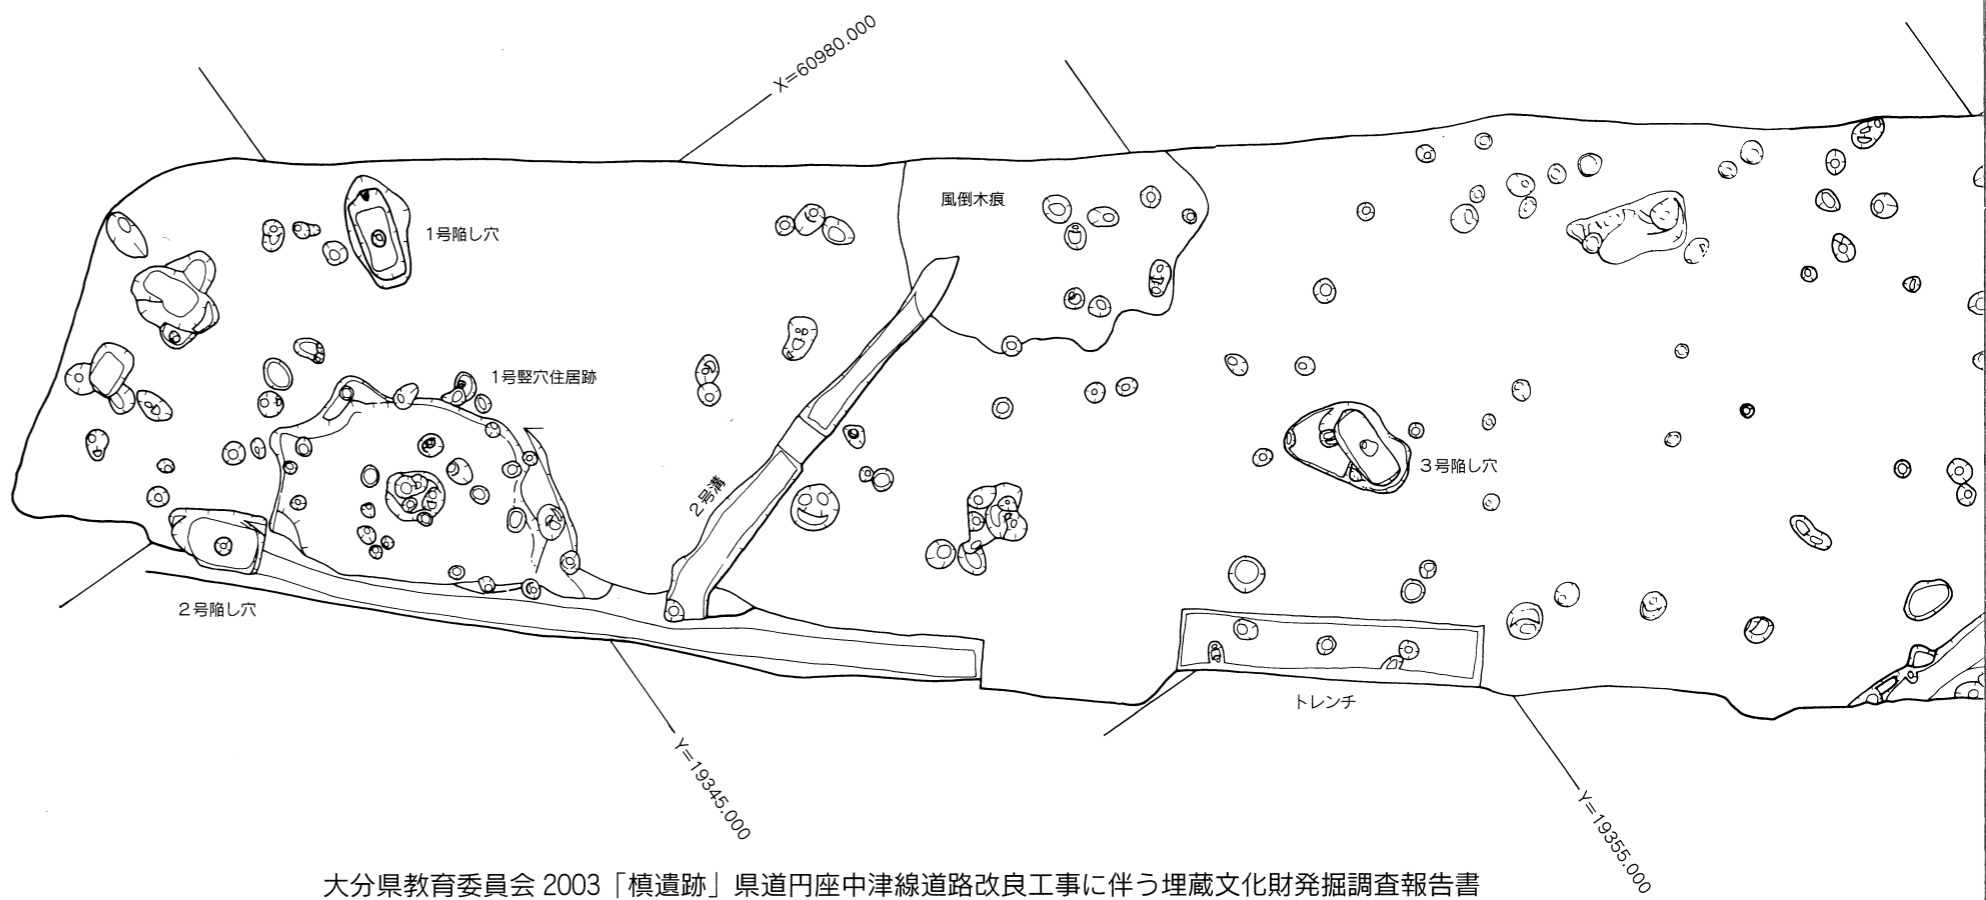 X=60980.000
風倒木痕
1号陥し穴
1号竪穴住居跡
2号溝
3号陥し穴
2号陥し穴
トレンチ
Y=19345.000
Y=19355.000
大分県教育委員会 2003「槙遺跡」県道円座中津線道路改良工事に伴う埋蔵文化財発掘調査報告書